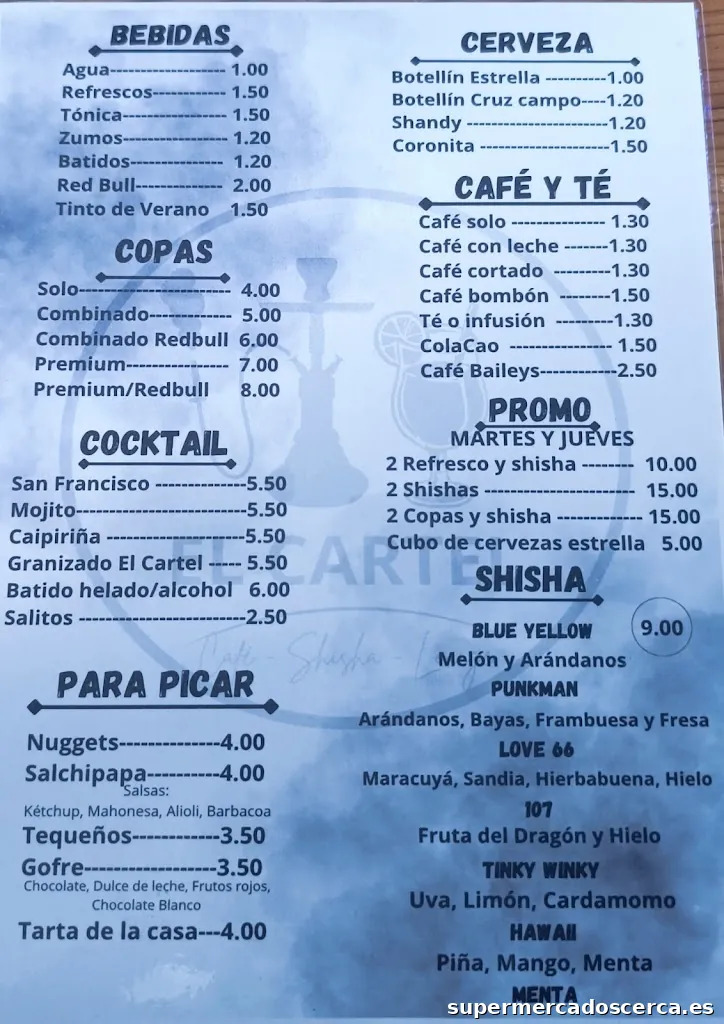 BEBIDAS
Agua------------------- 1.00
Refrescos------------ 1.50
Tónica----------------- 1.50
Zumos---------------- 1.20
Batidos--------------- 1.20
Red Bull-------------- 2.00
Tinto de Verano 1.50
COPAS
Solo------------------------- 4.00
Combinado------------- 5.00
Combinado Redbull 6.00
Premium---------------- 7.00
Premium/Redbull 8.00
COCKTAIL
San Francisco --------------5.50
Mojito--------------------------5.50
Caipiriña ---------------------5.50
Granizado El Cartel ----- 5.50
Batido helado/alcohol 6.00
Salitos -------------------------2.50
PARA PICAR
Nuggets--------------4.00
Salchipapa----------4.00
Salsas:
Kétchup, Mahonesa, Alioli, Barbacoa
Tequeños------------3.50
Gofre------------------3.50
Chocolate, Dulce de leche, Frutos rojos,
Chocolate Blanco
Tarta de la casa---4.00
CERVEZA
Botellín Estrella ----------1.00
Botellín Cruz campo----1.20
Shandy -----------------------1.20
Coronita ---------------------1.50
CAFÉ Y TÉ
Café solo --------------- 1.30
Café con leche -------1.30
Café cortado --------- 1.30
Café bombón --------1.50
Té o infusión --------1.30
ColaCao ---------------- 1.50
Café Baileys------------2.50
PROMO
MARTES Y JUEVES
2 Refresco y shisha -------- 10.00
2 Shishas ----------------------- 15.00
2 Copas y shisha ------------ 15.00
Cubo de cervezas estrella 5.00
SHISHA
BLUE YELLOW 9.00
Melón y Arándanos
PUNKMAN
Arándanos, Bayas, Frambuesa y Fresa
LOVE 66
Maracuyá, Sandia, Hierbabuena, Hielo
107
Fruta del Dragón y Hielo
TINKY WINKY
Uva, Limón, Cardamomo
HAWAII
Piña, Mango, Menta
MENTA
EL CARTEL
Café - Shisha -
supermercadoscerca.es